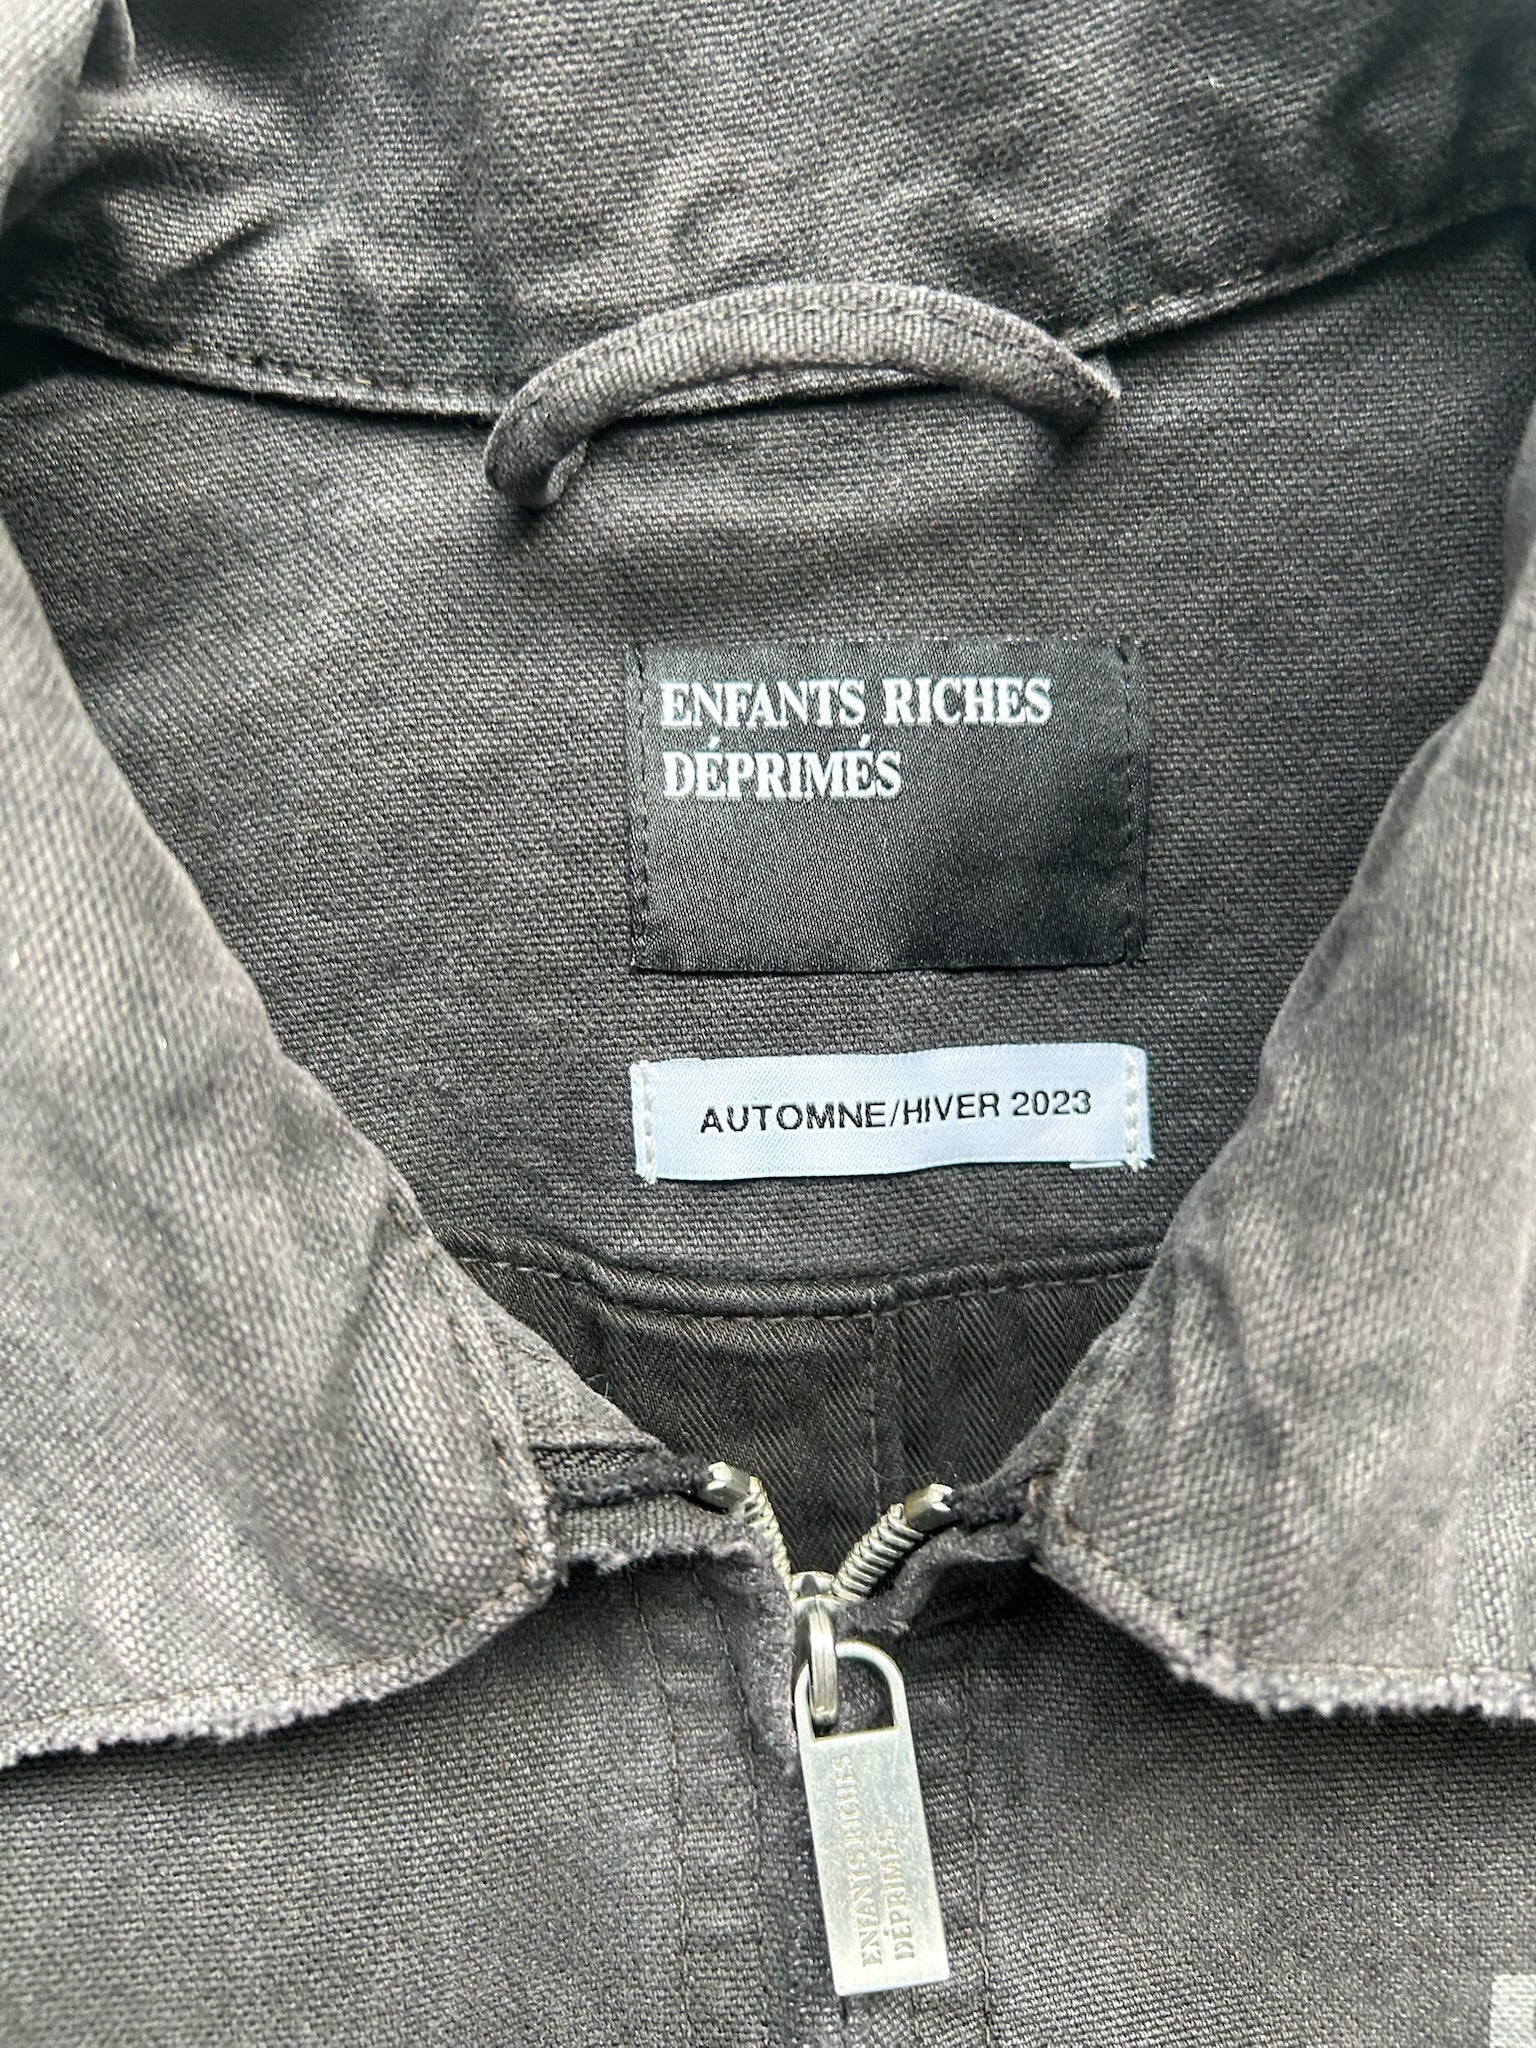 ENFANTS RICHES
DÉPRIMÉS
AUTOMNE/HIVER 2023
ENFANTS RICHES
DÉPRIMÉS